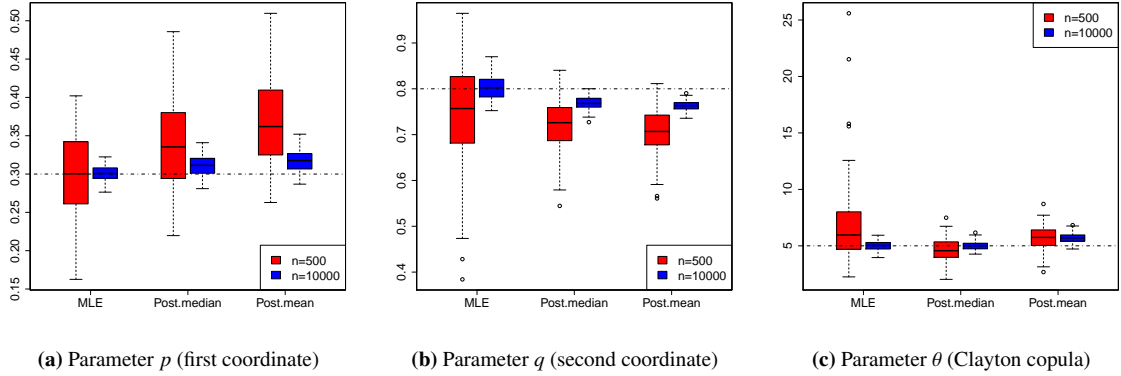 0.15 0.20 0.25 0.30 0.35 0.40 0.45 0.50
MLE Post.median Post.mean
n=500
n=10000
(a) Parameter p (first coordinate)
0.4 0.5 0.6 0.7 0.8 0.9
MLE Post.median Post.mean
n=500
n=10000
(b) Parameter q (second coordinate)
5 10 15 20 25
n=500
n=10000
MLE Post.median Post.mean
(c) Parameter θ (Clayton copula)